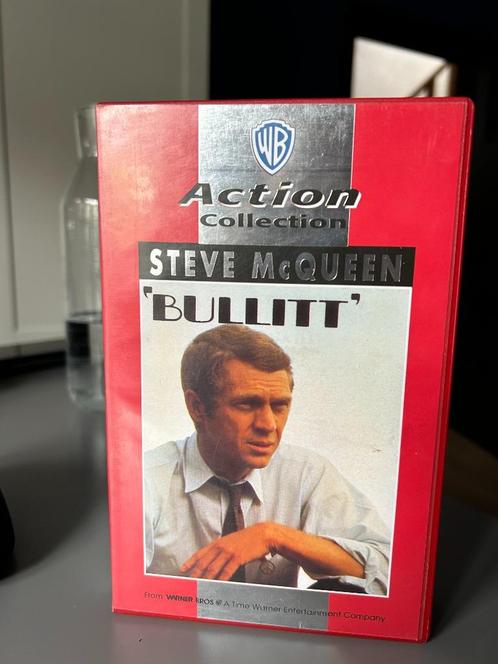 WB
Action
Collection
STEVE McQUEEN
'BULLITT'
From WARNER BROS A Time Warner Entertainment Company